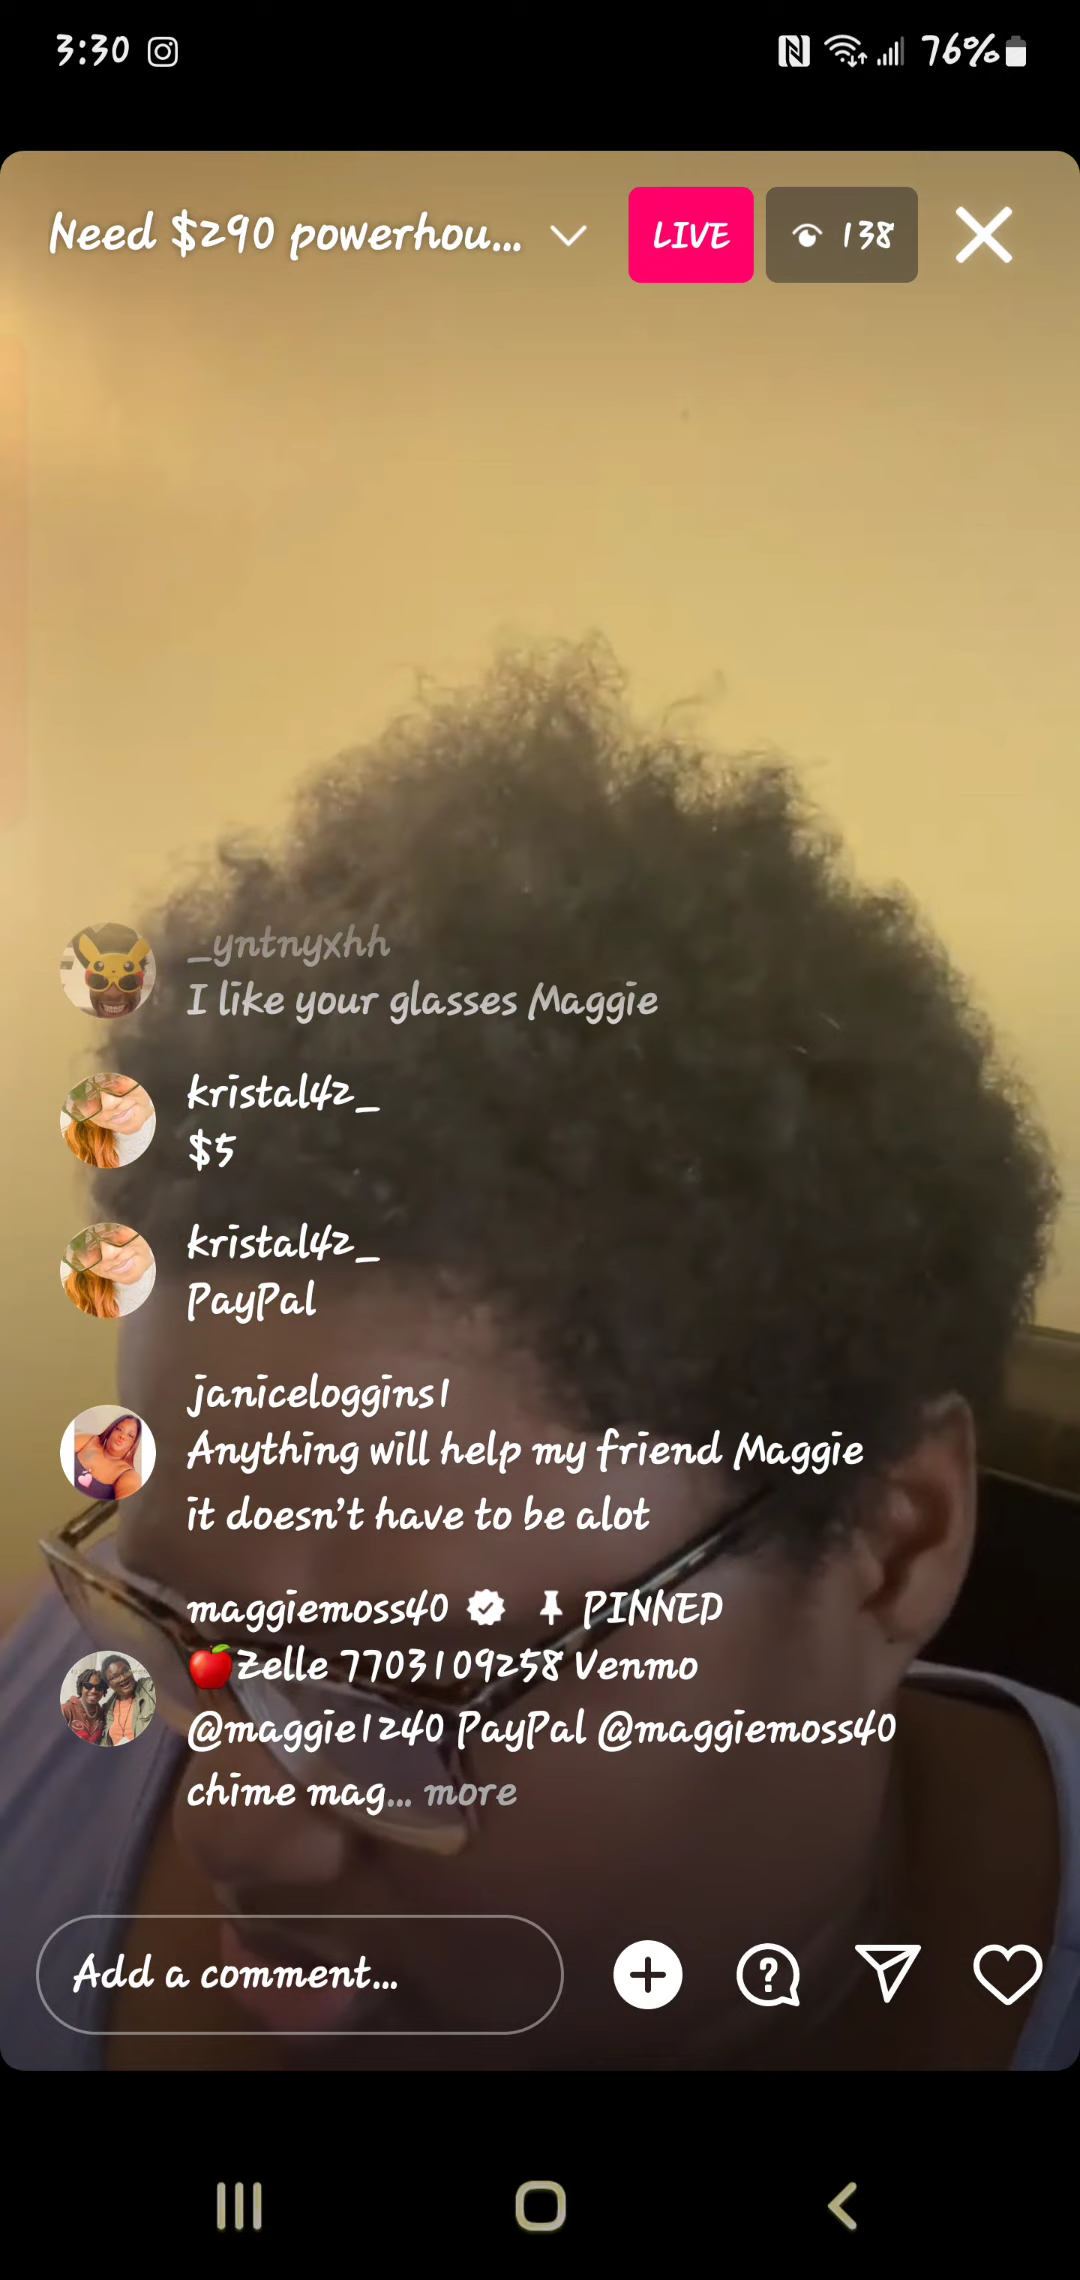 3:30 76%
Need $290 powerhou... LIVE 138
_yntnyxhh
I like your glasses Maggie
kristal42_
$5
kristal42_
PayPal
janiceloggins1
Anything will help my friend Maggie
it doesn't have to be alot
maggiemoss40 PINNED
🍎Zelle 7703109258 Venmo
@maggie1240 PayPal @maggiemoss40
chime mag... more
Add a comment...